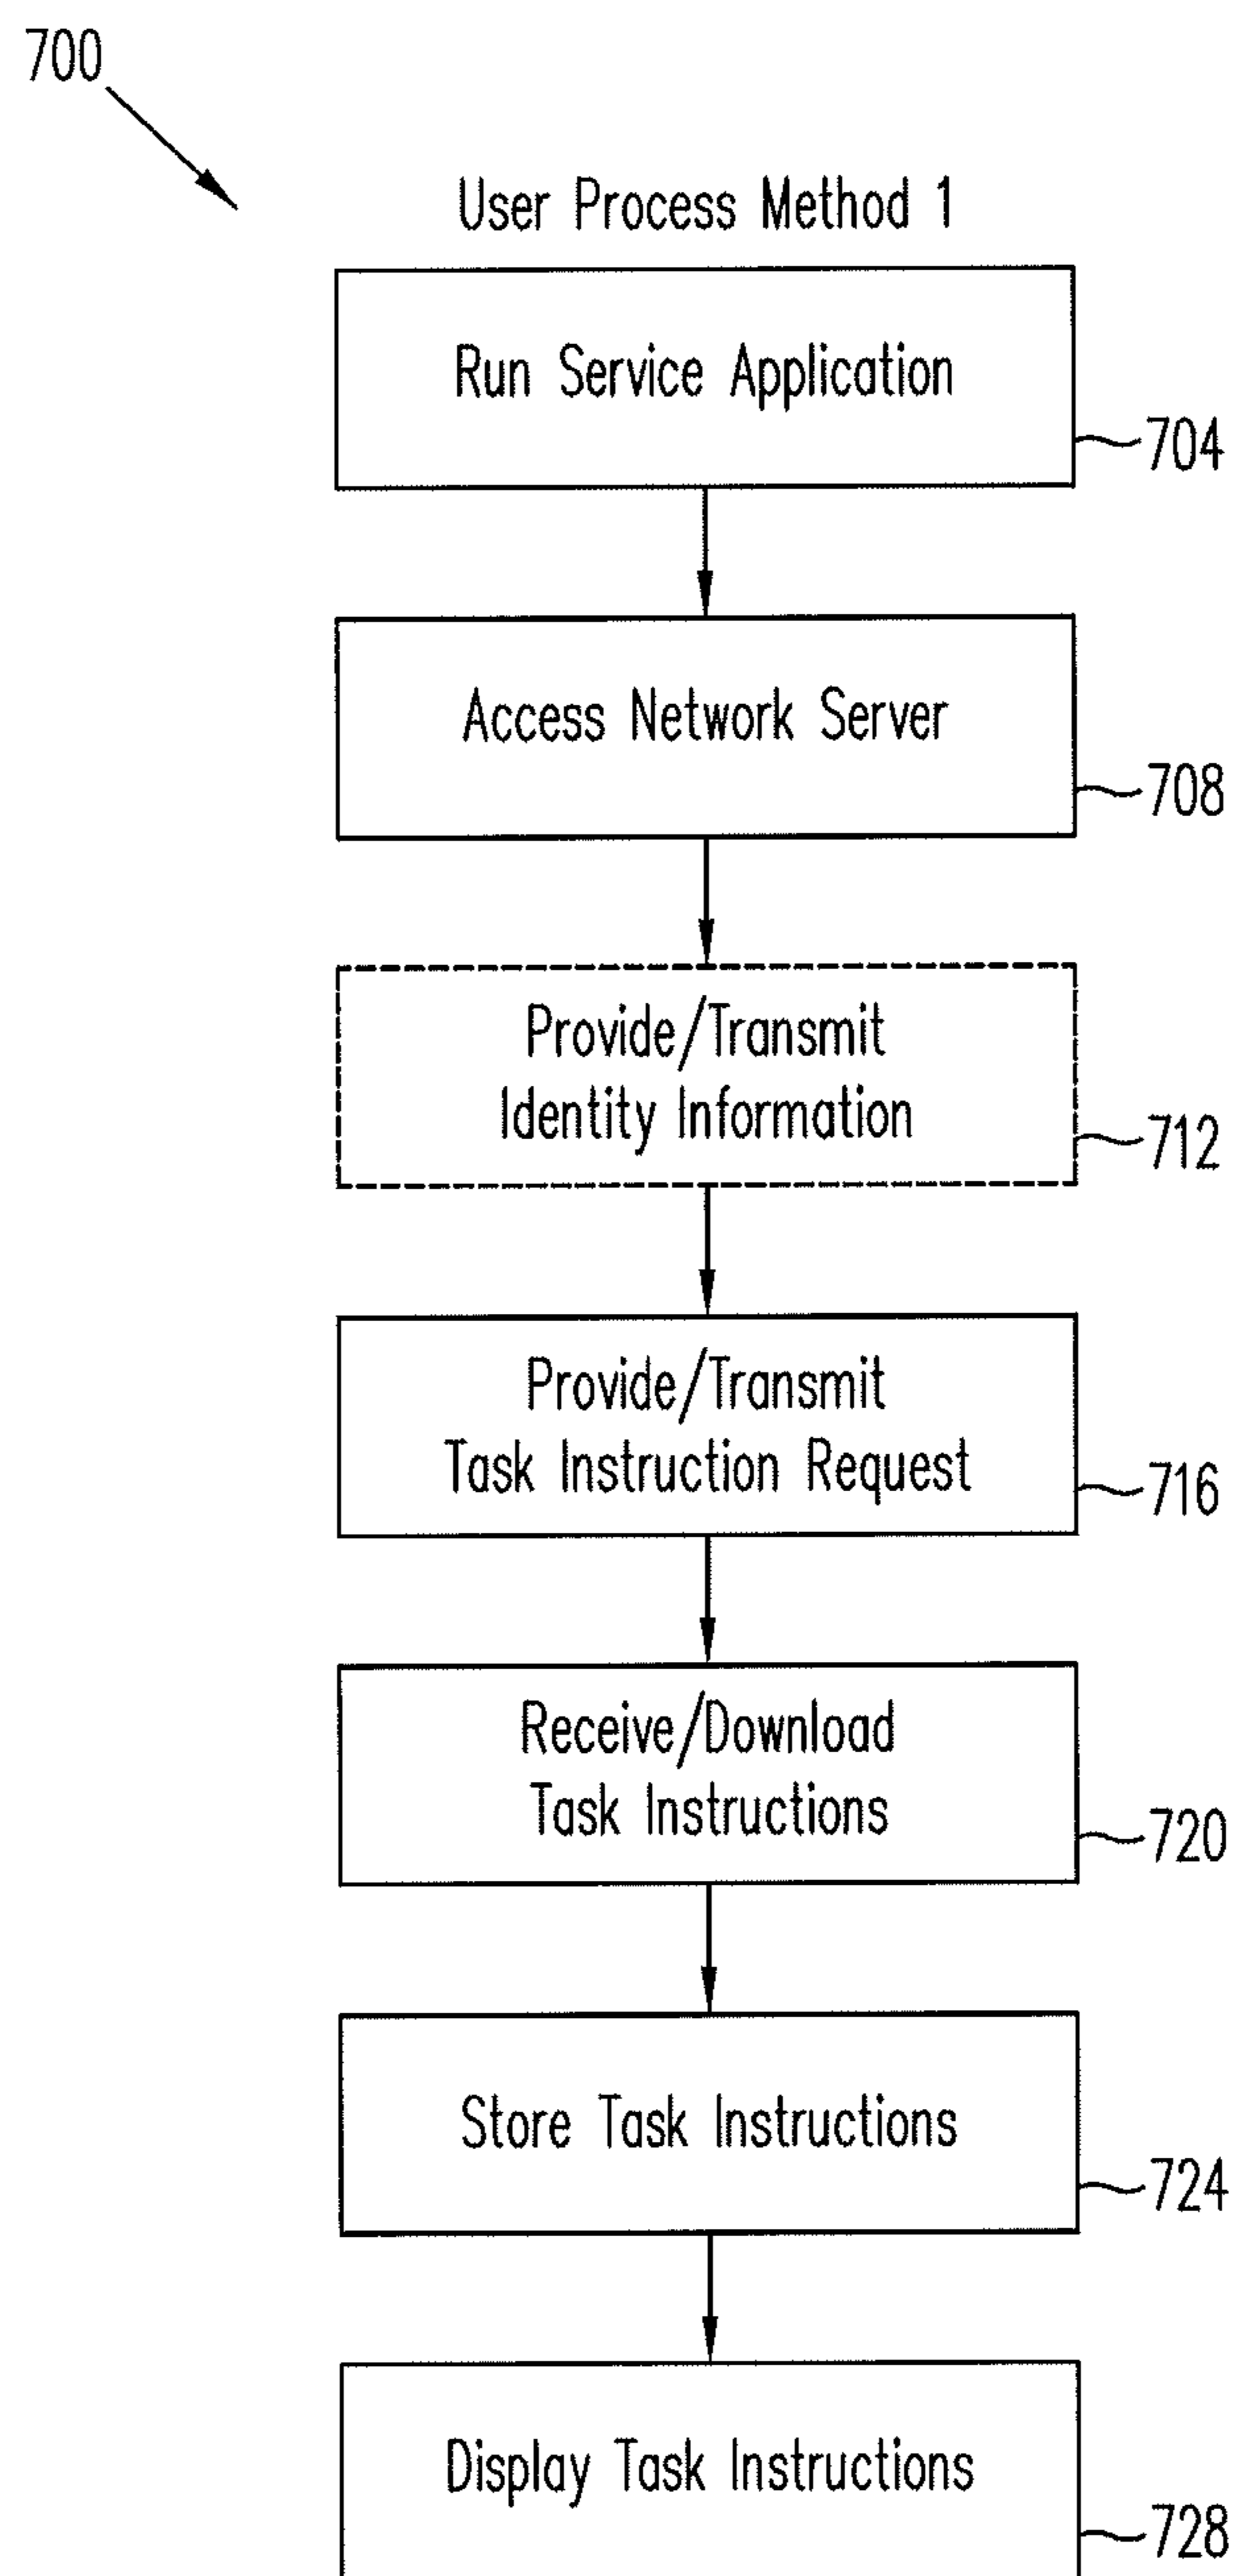 700
User Process Method 1
Run Service Application
704
Access Network Server
708
Provide/Transmit
Identity Information
712
Provide/Transmit
Task Instruction Request
716
Receive/Download
Task Instructions
720
Store Task Instructions
724
Display Task Instructions
728